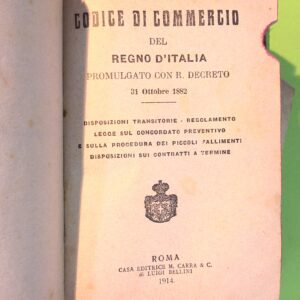 CODICE DI COMMERCIO
DEL
REGNO D'ITALIA
PROMULGATO CON R. DECRETO
31 Ottobre 1882
DISPOSIZIONI TRANSITORIE - REGOLAMENTO
LEGGE SUL CONCORDATO PREVENTIVO
E SULLA PROCEDURA DEI PICCOLI FALLIMENTI
DISPOSIZIONI SUI CONTRATTI A TERMINE
ROMA
CASA EDITRICE M. CARRA & C.
di LUIGI BELLINI
1914